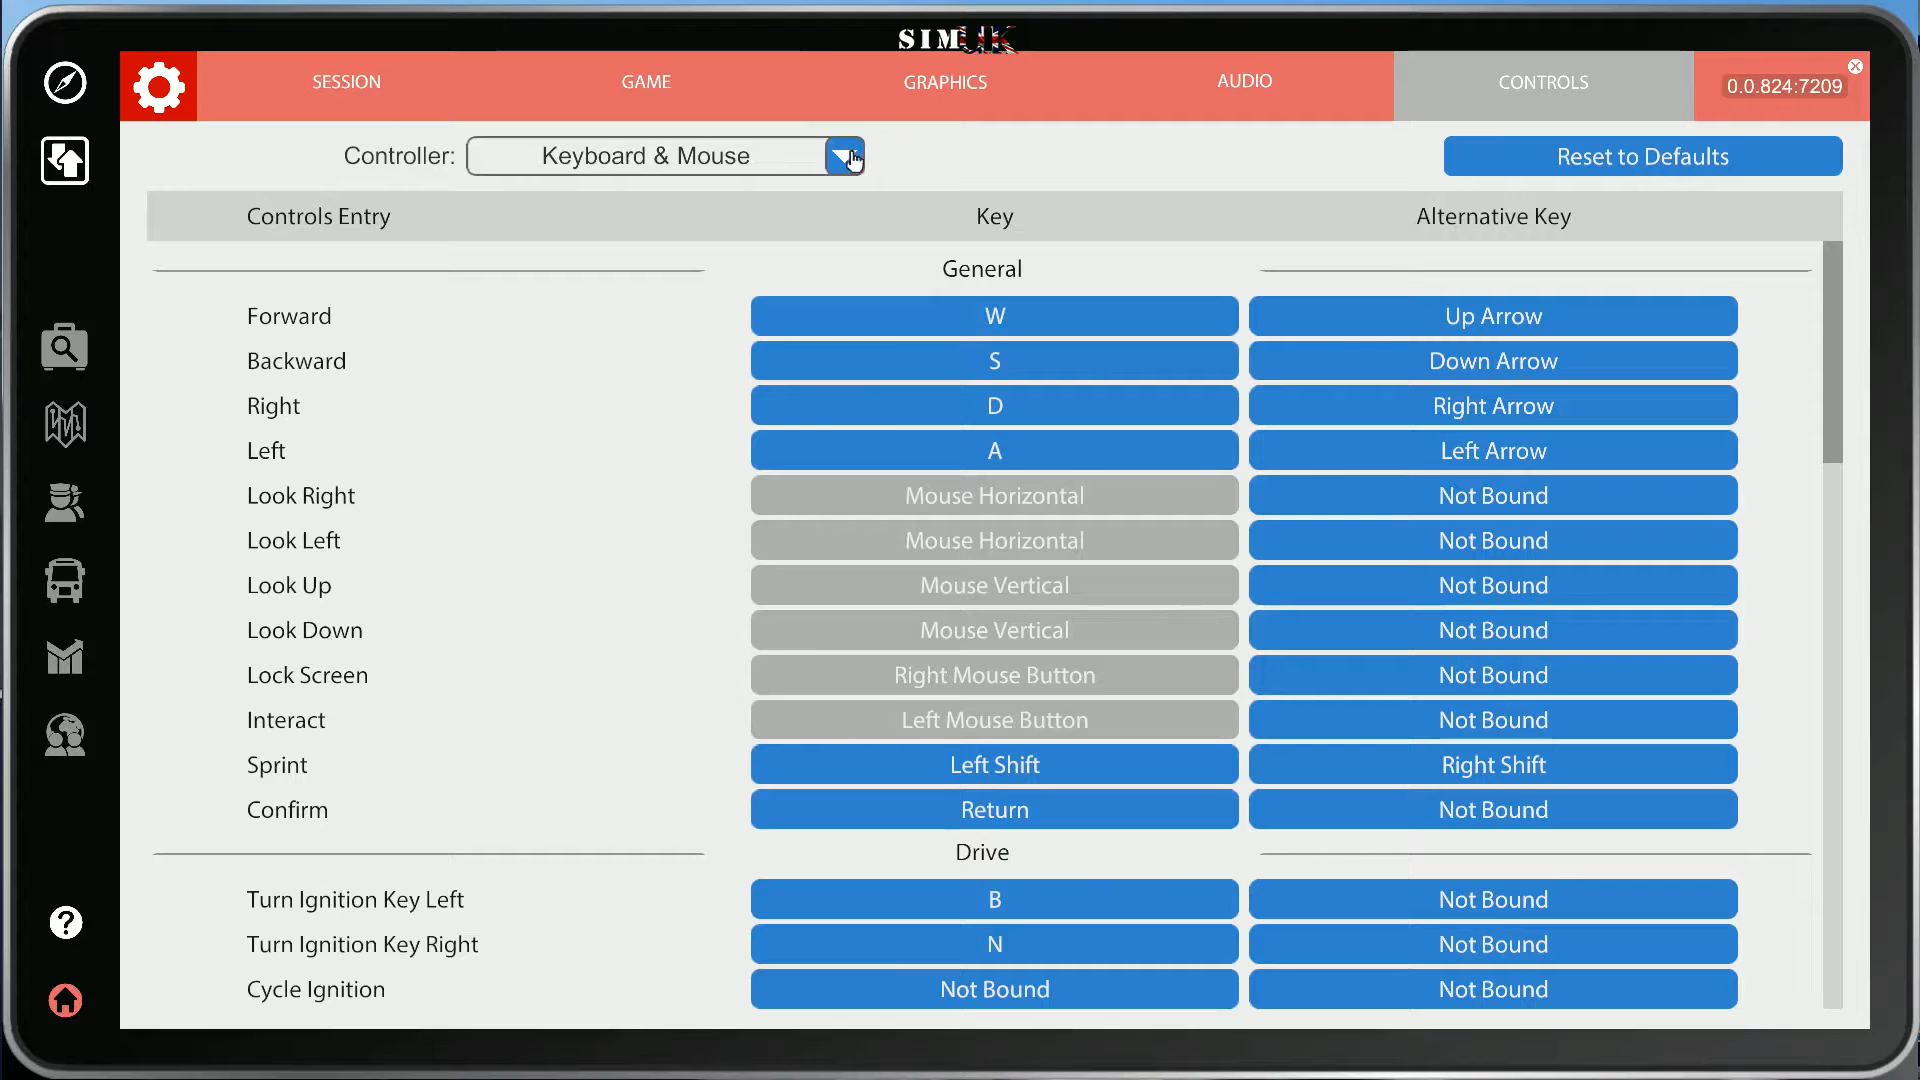 SIMUK
SESSION
GAME
GRAPHICS
AUDIO
CONTROLS
0.0.824:7209
Controller:
Keyboard & Mouse
Reset to Defaults
Controls Entry
Key
Alternative Key
General
Forward
W
Up Arrow
Backward
S
Down Arrow
Right
D
Right Arrow
Left
A
Left Arrow
Look Right
Mouse Horizontal
Not Bound
Look Left
Mouse Horizontal
Not Bound
Look Up
Mouse Vertical
Not Bound
Look Down
Mouse Vertical
Not Bound
Lock Screen
Right Mouse Button
Not Bound
Interact
Left Mouse Button
Not Bound
Sprint
Left Shift
Right Shift
Confirm
Return
Not Bound
Drive
Turn Ignition Key Left
B
Not Bound
Turn Ignition Key Right
N
Not Bound
Cycle Ignition
Not Bound
Not Bound